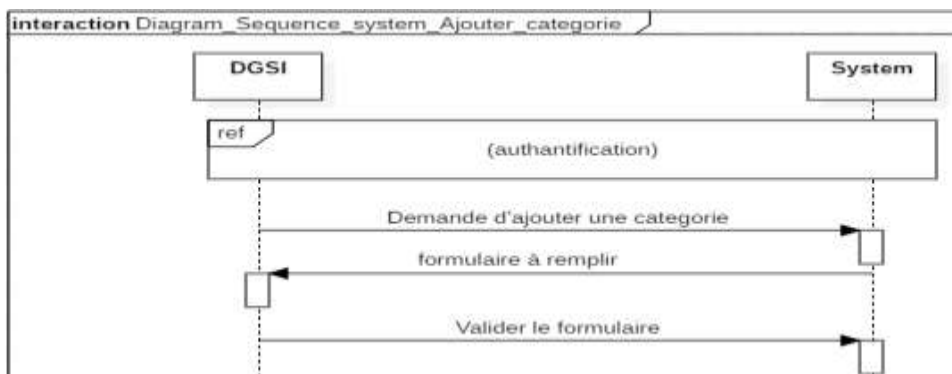 interaction Diagram_Sequence_system_Ajouter_categorie
DGSI
System
ref
(authantification)
Demande d'ajouter une categorie
formulaire à remplir
Valider le formulaire